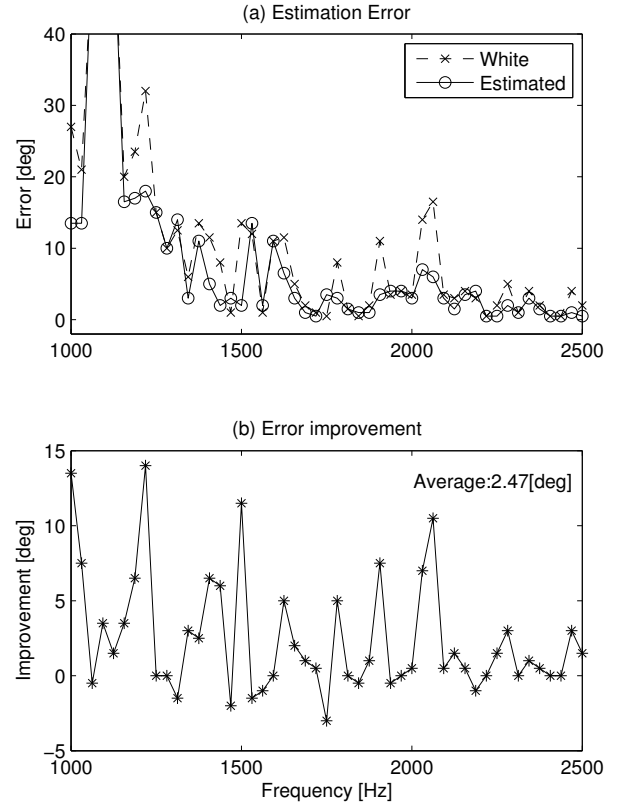 (a) Estimation Error
40
30
20
10
0
Error [deg]
White
Estimated
1000
1500
2000
2500
(b) Error improvement
15
10
5
0
−5
Improvement [deg]
Average:2.47[deg]
1000
1500
2000
2500
Frequency [Hz]